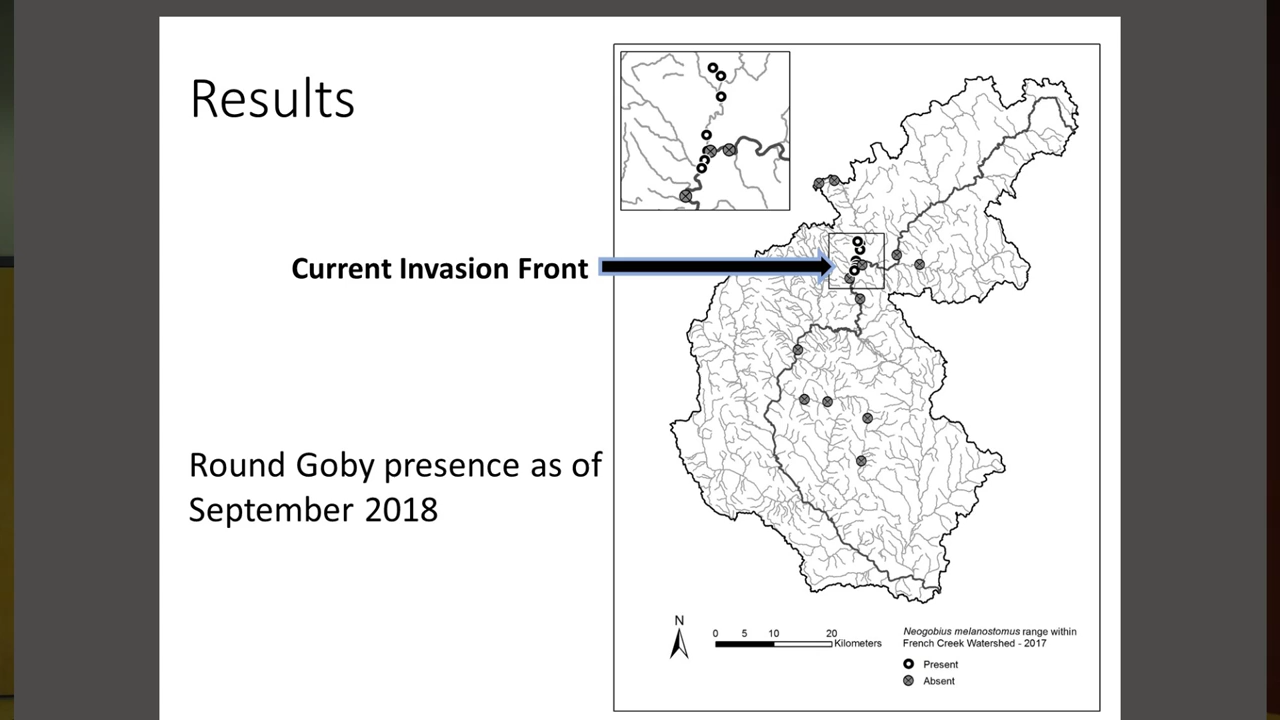 Results
Current Invasion Front
Round Goby presence as of
September 2018
N
0 5 10 20
Kilometers
Neogobius melanostomus range within
French Creek Watershed - 2017
Present
Absent